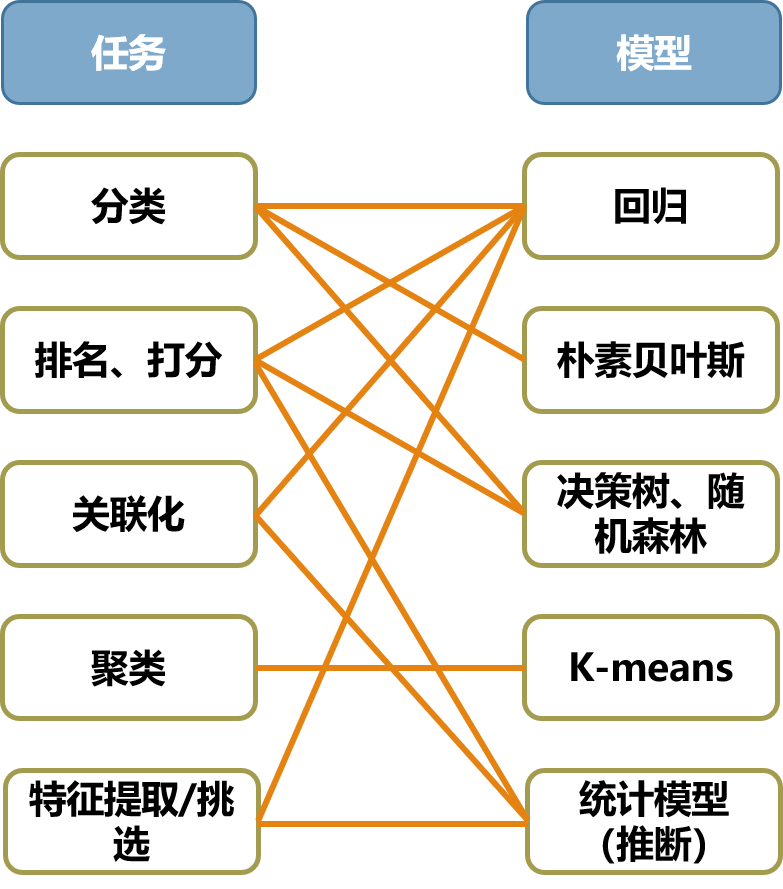 任务
模型
分类
回归
排名、打分
朴素贝叶斯
关联化
决策树、随
机森林
聚类
K-means
特征提取/挑
选
统计模型
(推断)